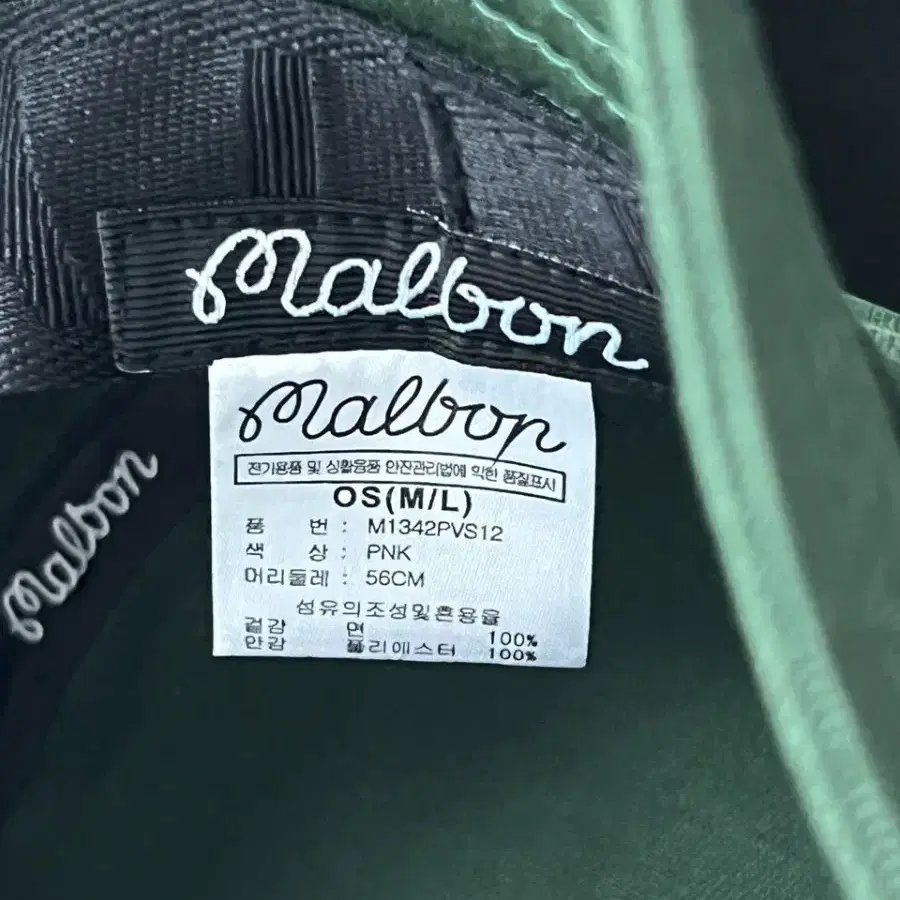 malbon
malbon
malbon
전기용품 및 생활용품 안전관리법에 의한 품질표시
OS(M/L)
품 번 : M1342PVS12
색 상 : PNK
머리둘레 : 56CM
섬유의조성및혼용율
겉감 면 100%
안감 폴리에스터 100%